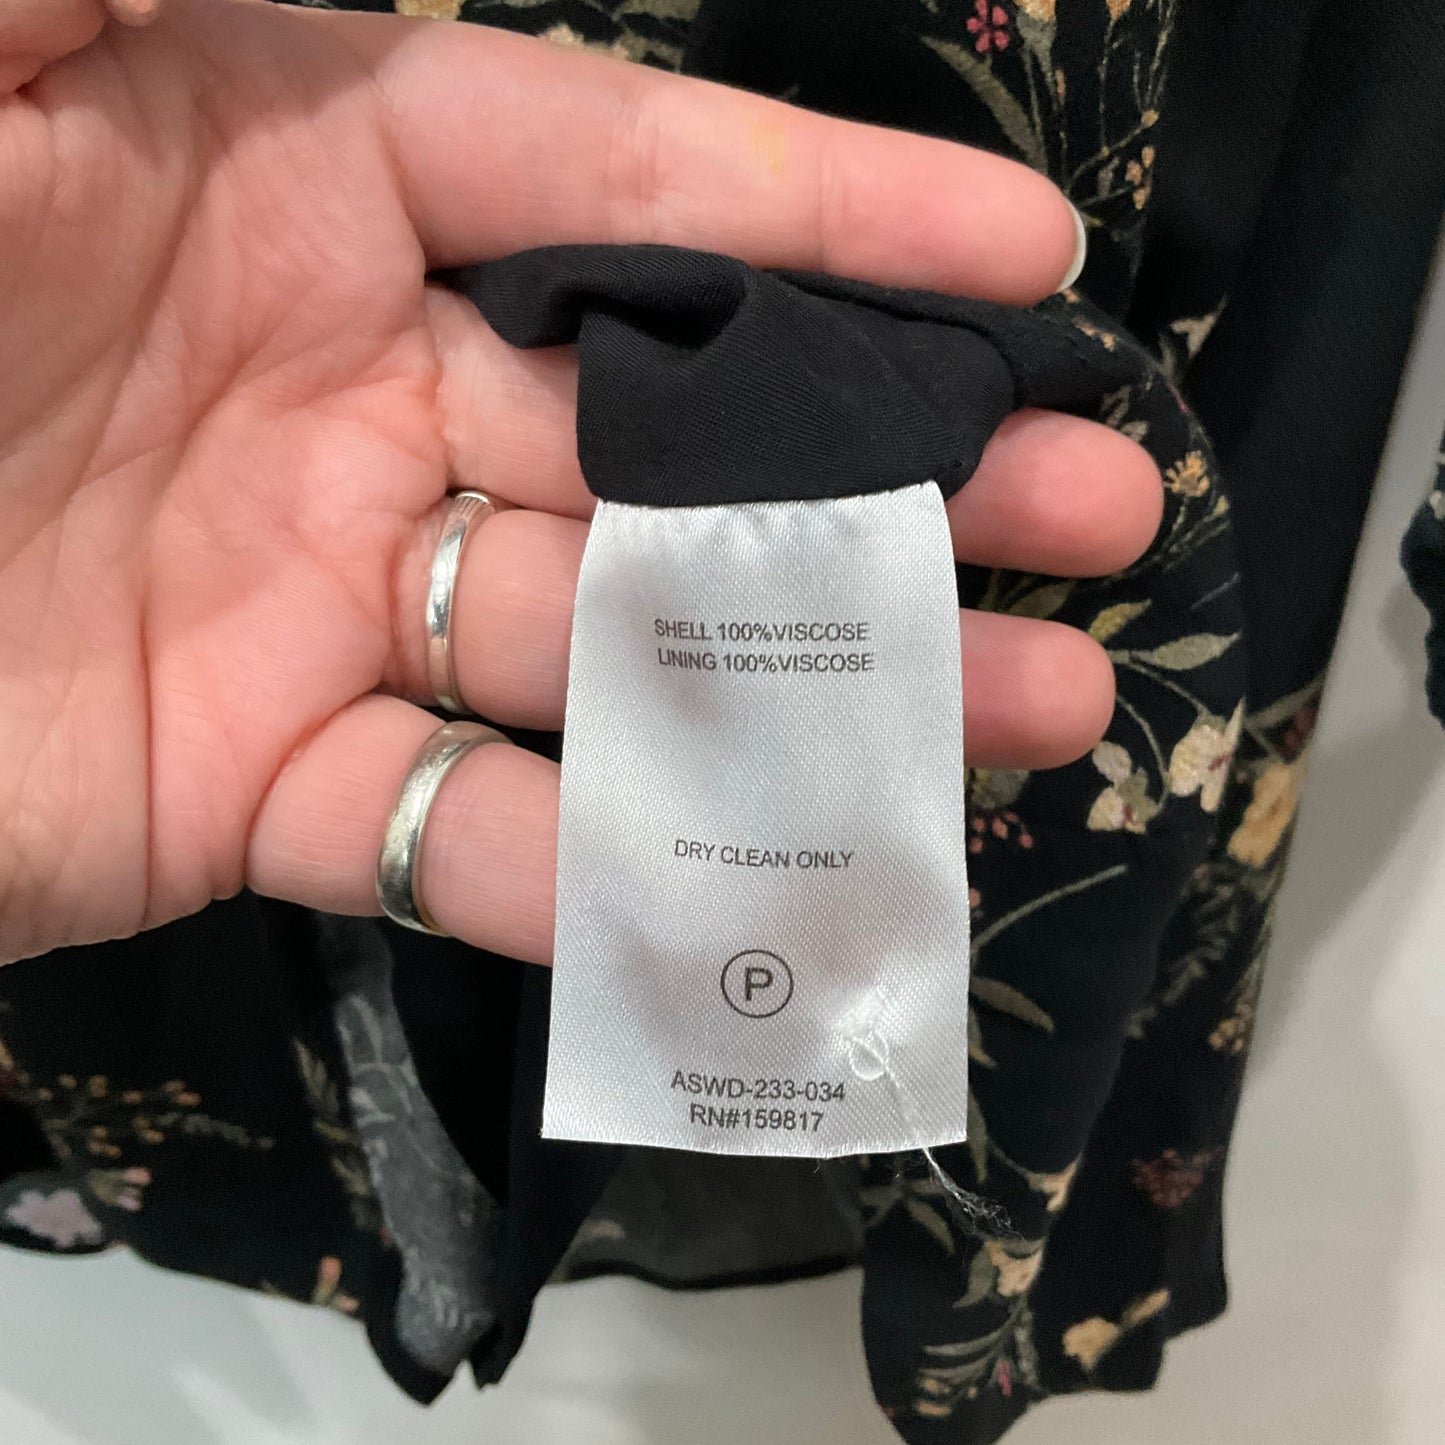 SHELL 100%VISCOSE
LINING 100%VISCOSE
DRY CLEAN ONLY
P
ASWD-233-034
RN#159817